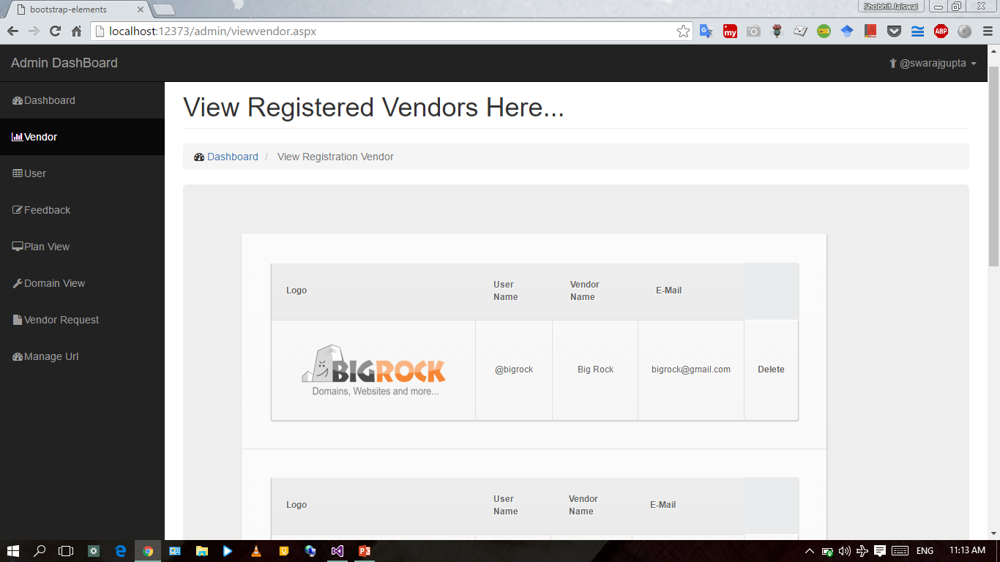 bootstrap-elements
Shobhit Jaiswal
localhost:12373/admin/viewvendor.aspx
my
ABP
Admin DashBoard
@swarajgupta
Dashboard
Vendor
User
Feedback
Plan View
Domain View
Vendor Request
Manage Url
View Registered Vendors Here...
Dashboard / View Registration Vendor
Logo
User
Name
Vendor
Name
E-Mail
BIGROCK
Domains, Websites and more...
@bigrock
Big Rock
bigrock@gmail.com
Delete
Logo
User
Name
Vendor
Name
E-Mail
ENG
11:13 AM